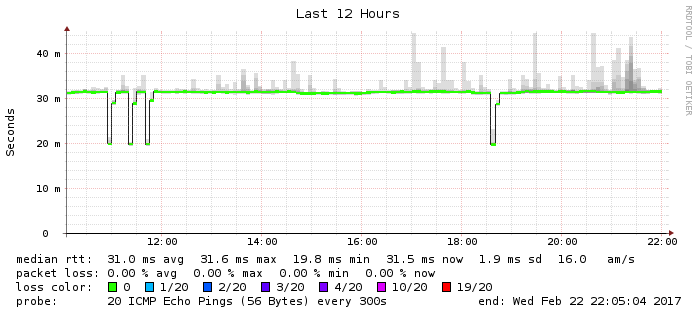 Last 12 Hours
RRDTOOL / TOBI OETIKER
Seconds
40 m
30 m
20 m
10 m
0
12:00 14:00 16:00 18:00 20:00 22:00
median rtt: 31.0 ms avg 31.6 ms max 19.8 ms min 31.5 ms now 1.9 ms sd 16.0 am/s
packet loss: 0.00 % avg 0.00 % max 0.00 % min 0.00 % now
loss color: 0 1/20 2/20 3/20 4/20 10/20 19/20
probe: 20 ICMP Echo Pings (56 Bytes) every 300s end: Wed Feb 22 22:05:04 2017